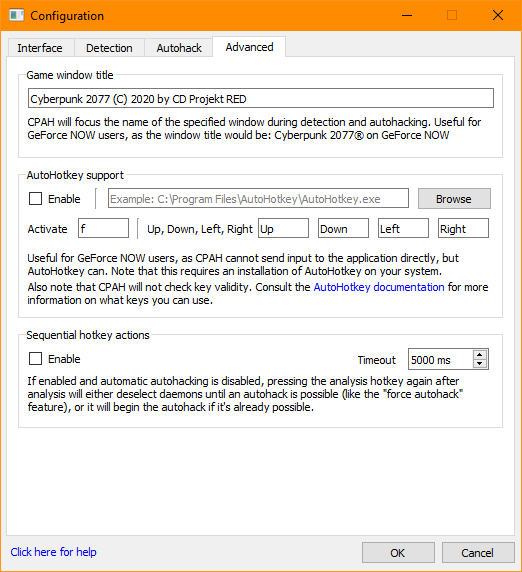 Configuration
Interface Detection Autohack Advanced
Game window title
Cyberpunk 2077 (C) 2020 by CD Projekt RED
CPAH will focus the name of the specified window during detection and autohacking. Useful for
GeForce NOW users, as the window title would be: Cyberpunk 2077® on GeForce NOW
AutoHotkey support
Enable Example: C:\Program Files\AutoHotkey\AutoHotkey.exe Browse
Activate f Up, Down, Left, Right Up Down Left Right
Useful for GeForce NOW users, as CPAH cannot send input to the application directly, but
AutoHotkey can. Note that this requires an installation of AutoHotkey on your system.
Also note that CPAH will not check key validity. Consult the AutoHotkey documentation for more
information on what keys you can use.
Sequential hotkey actions
Enable Timeout 5000 ms
If enabled and automatic autohacking is disabled, pressing the analysis hotkey again after
analysis will either deselect daemons until an autohack is possible (like the "force autohack"
feature), or it will begin the autohack if it's already possible.
Click here for help OK Cancel